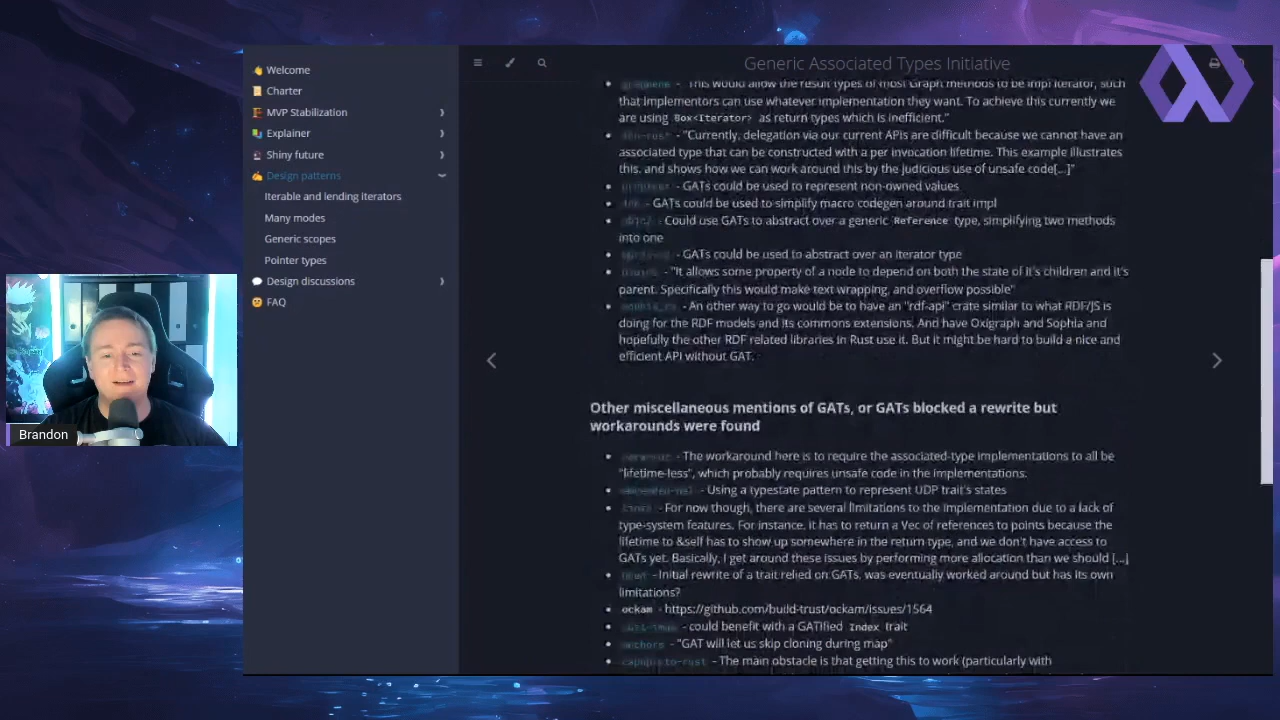 Generic Associated Types Initiative
👋 Welcome
📜 Charter
MVP Stabilization
Explainer
🔮 Shiny future
✍️ Design patterns
Iterable and lending iterators
Many modes
Generic scopes
Pointer types
💬 Design discussions
FAQ
Brandon
- "This would allow the result types of most Graph methods to be impl Iterator, such
that implementors can use whatever implementation they want. To achieve this currently we
are using Box<Iterator> as return types which is inefficient."
- "Currently, delegation via our current APIs are difficult because we cannot have an
associated type that can be constructed with a per invocation lifetime. This example illustrates
this, and shows how we can work around this by the judicious use of unsafe code[...]"
- GATs could be used to represent non-owned values
- GATs could be used to simplify macro codegen around trait impl
- Could use GATs to abstract over a generic Reference type, simplifying two methods
into one
- GATs could be used to abstract over an iterator type
- "It allows some property of a node to depend on both the state of it's children and it's
parent. Specifically this would make text wrapping, and overflow possible"
- An other way to go would be to have an "rdf-api" crate similar to what RDF/JS is
doing for the RDF models and its commons extensions. And have Oxigraph and Sophia and
hopefully the other RDF related libraries in Rust use it. But it might be hard to build a nice and
efficient API without GAT.
Other miscellaneous mentions of GATs, or GATs blocked a rewrite but
workarounds were found
- The workaround here is to require the associated-type implementations to all be
"lifetime-less", which probably requires unsafe code in the implementations.
- Using a typestate pattern to represent UDP trait's states
- For now though, there are several limitations to the implementation due to a lack of
type-system features. For instance, it has to return a Vec of references to points because the
lifetime to &self has to show up somewhere in the return type, and we don't have access to
GATs yet. Basically, I get around these issues by performing more allocation than we should [...]
- Initial rewrite of a trait relied on GATs, was eventually worked around but has its own
limitations?
ockam - https://github.com/build-trust/ockam/issues/1564
- could benefit with a GATified Index trait
anchors - "GAT will let us skip cloning during map"
capnproto-rust - The main obstacle is that getting this to work (particularly with